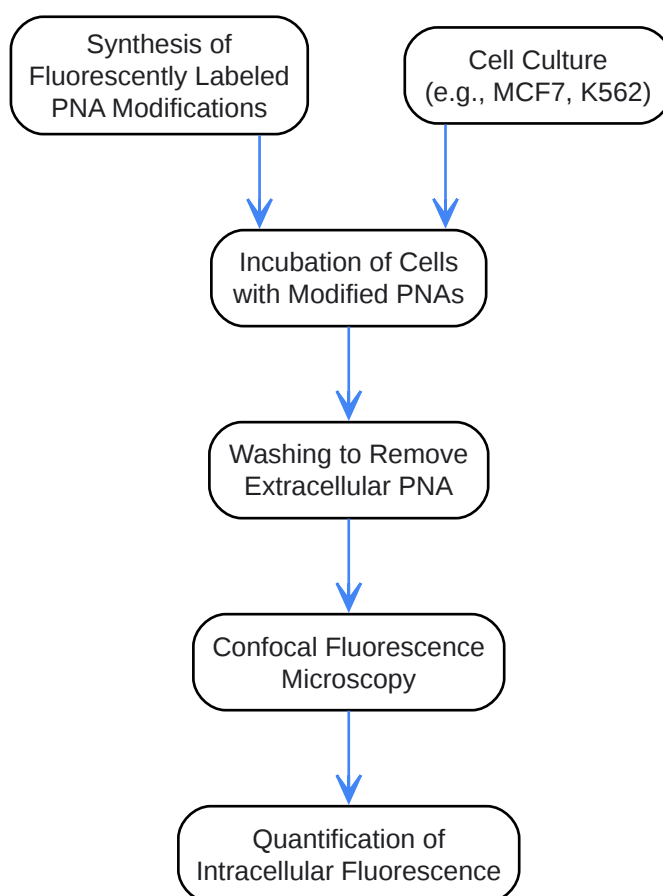 Synthesis of
Fluorescently Labeled
PNA Modifications
Cell Culture
(e.g., MCF7, K562)
Incubation of Cells
with Modified PNAs
Washing to Remove
Extracellular PNA
Confocal Fluorescence
Microscopy
Quantification of
Intracellular Fluorescence